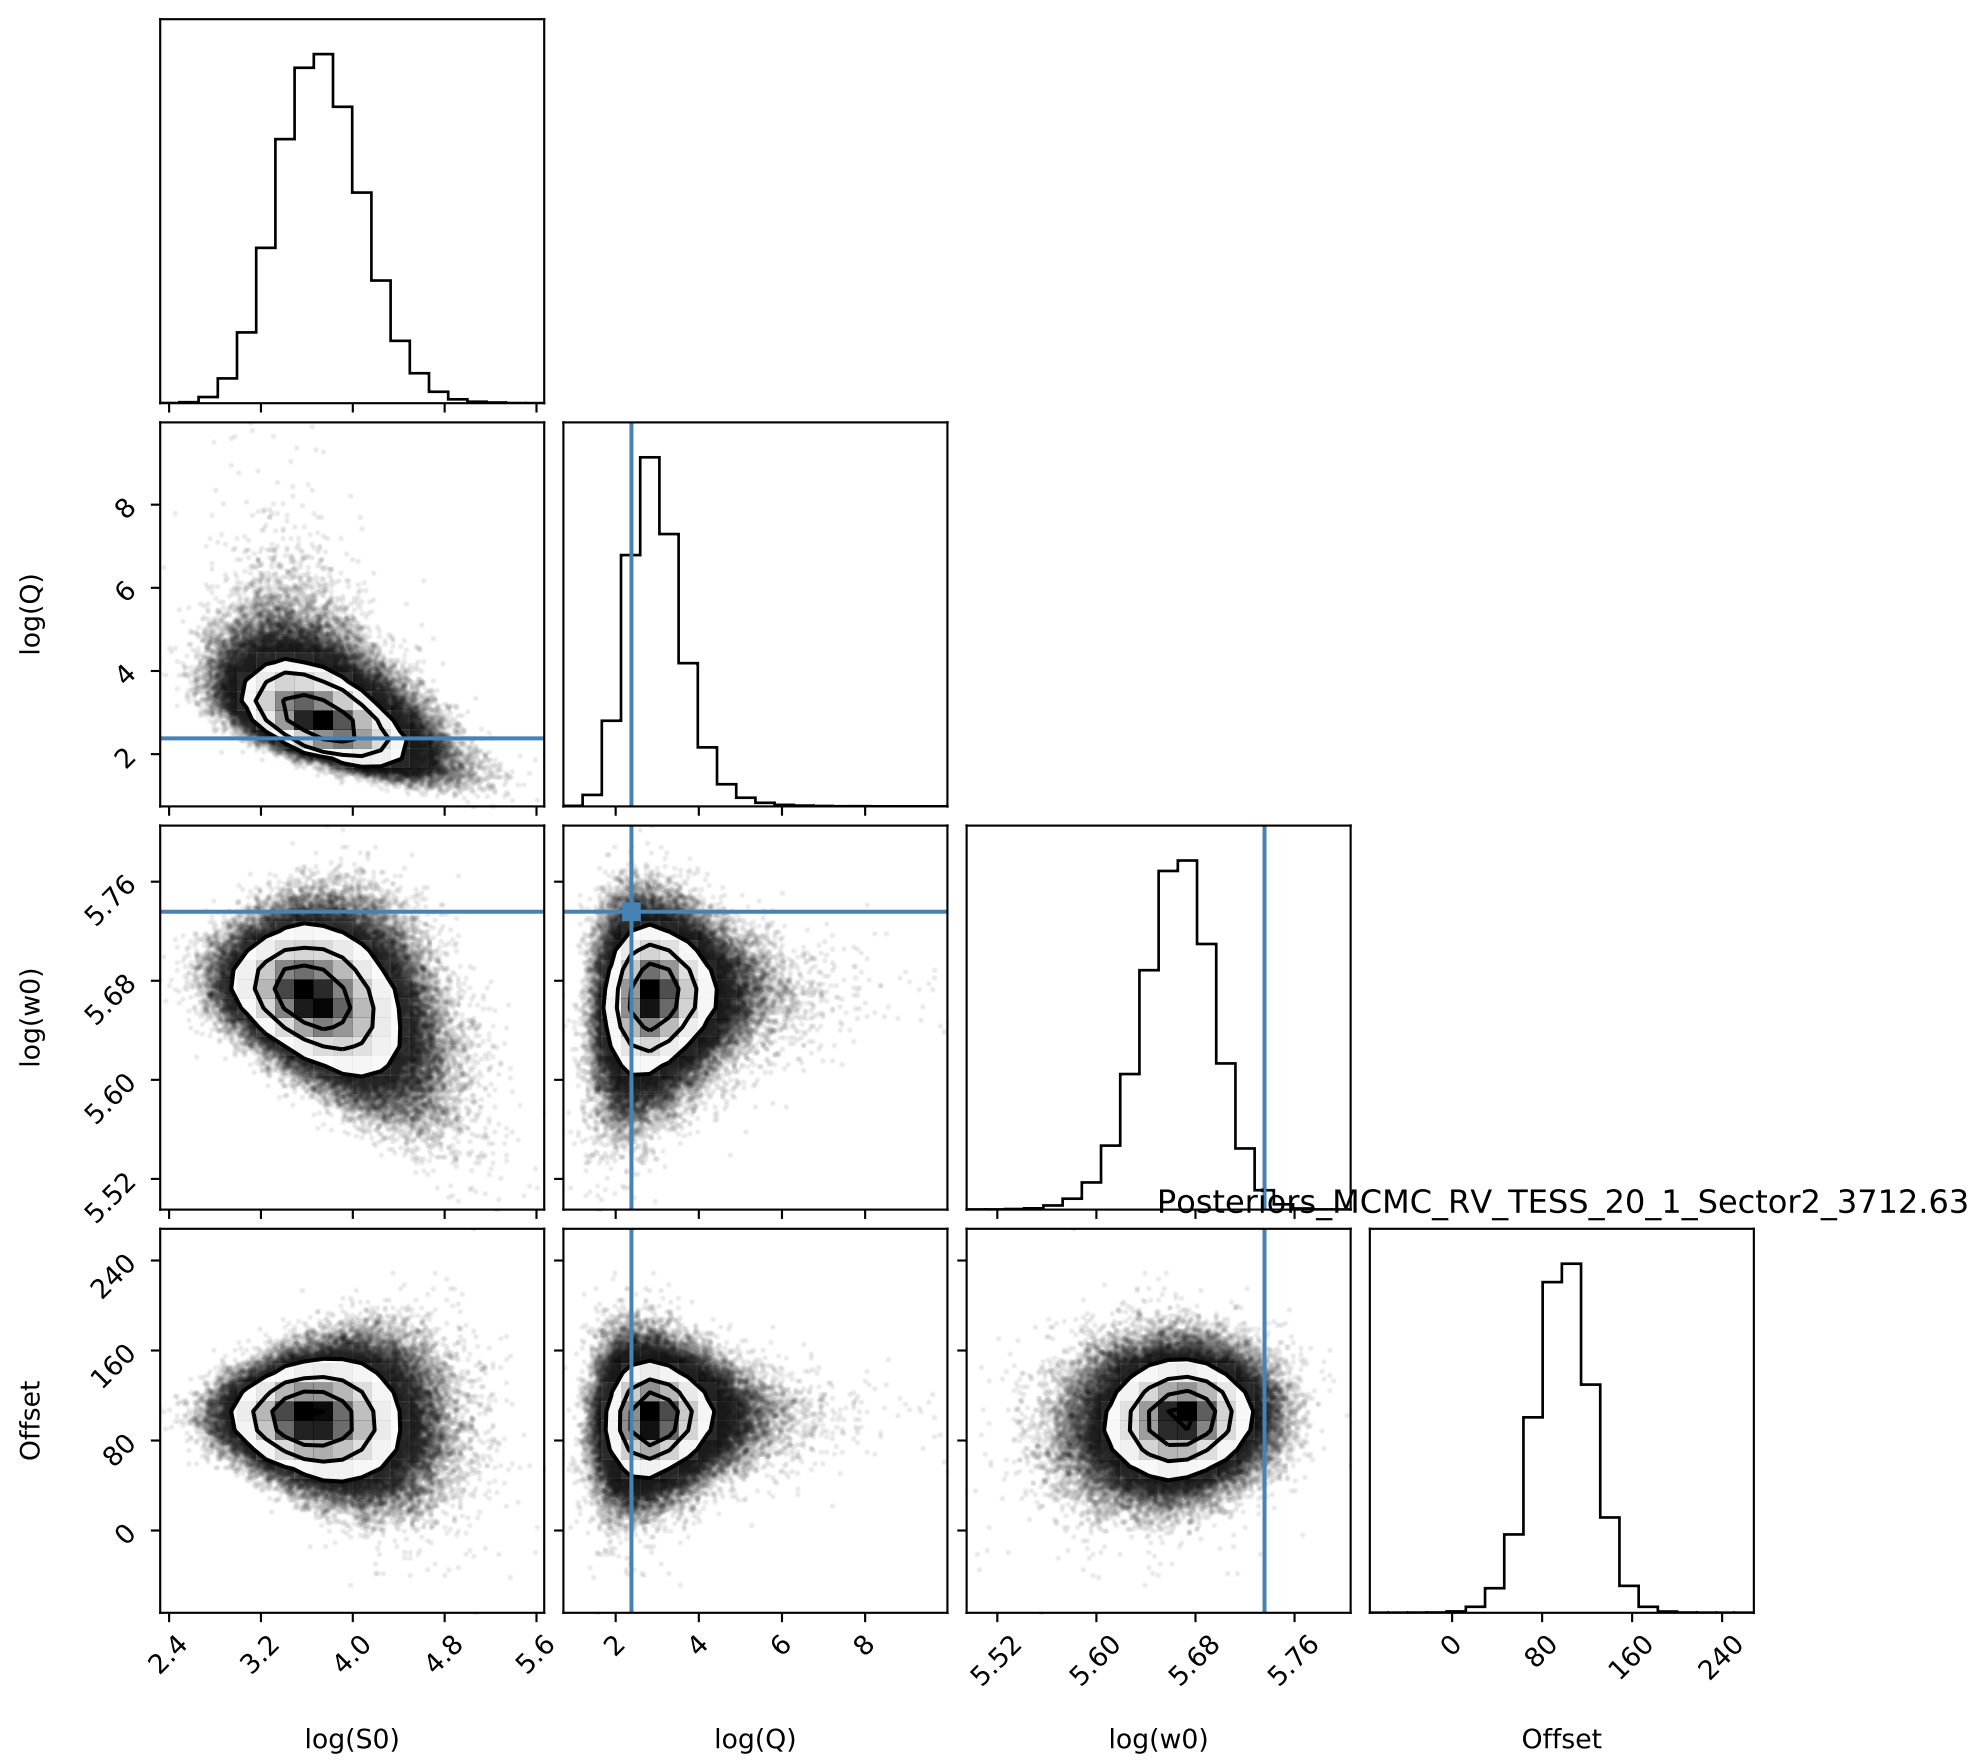 log(Q)
8
6
4
2
log(w0)
5.76
5.68
5.60
5.52
Posteriors_MCMC_RV_TESS_20_1_Sector2_3712.63
Offset
240
160
80
0
2.4 3.2 4.0 4.8 5.6 2 4 6 8 5.52 5.60 5.68 5.76 0 80 160 240
log(S0) log(Q) log(w0) Offset